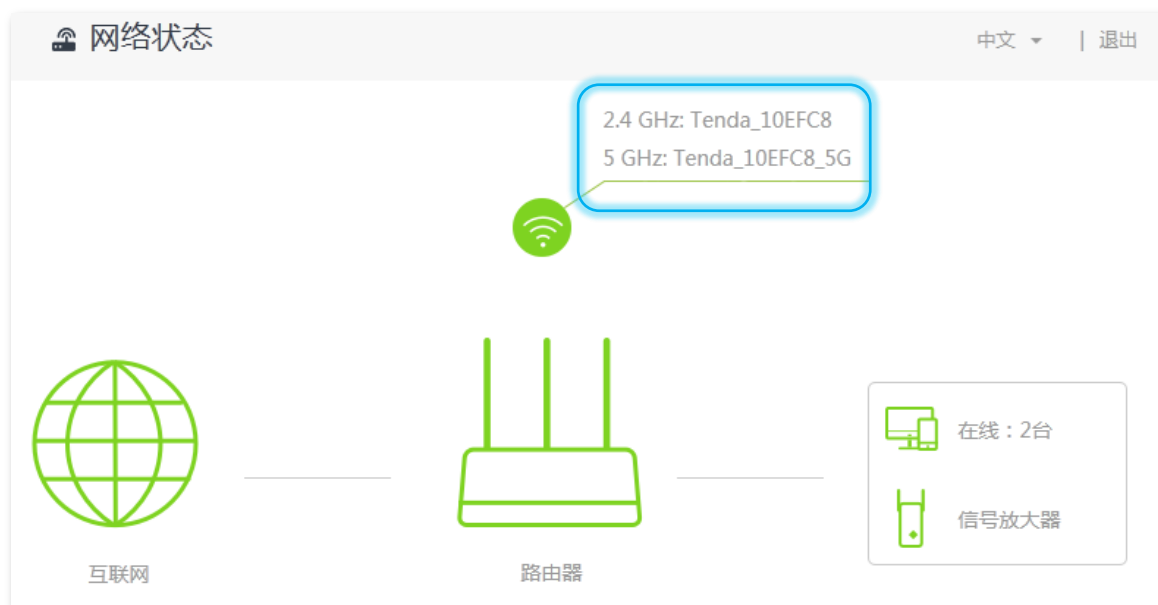 网络状态
中文 | 退出
2.4 GHz: Tenda_10EFC8
5 GHz: Tenda_10EFC8_5G
在线：2台
信号放大器
互联网
路由器